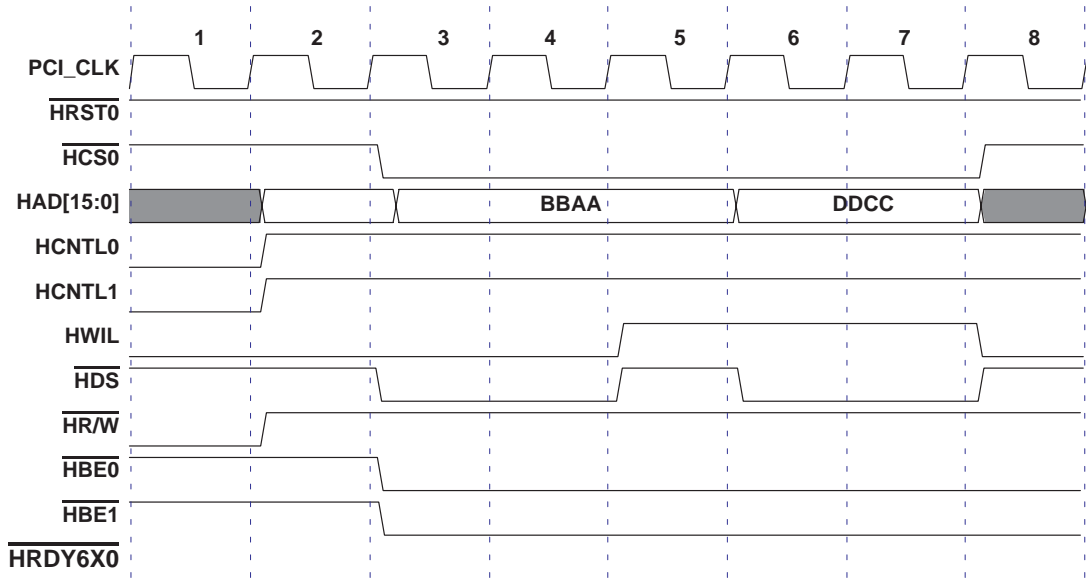 1 2 3 4 5 6 7 8
PCI_CLK
HRST0
HCS0
HAD[15:0] BBAA DDCC
HCNTL0
HCNTL1
HWIL
HDS
HR/W
HBE0
HBE1
HRDY6X0